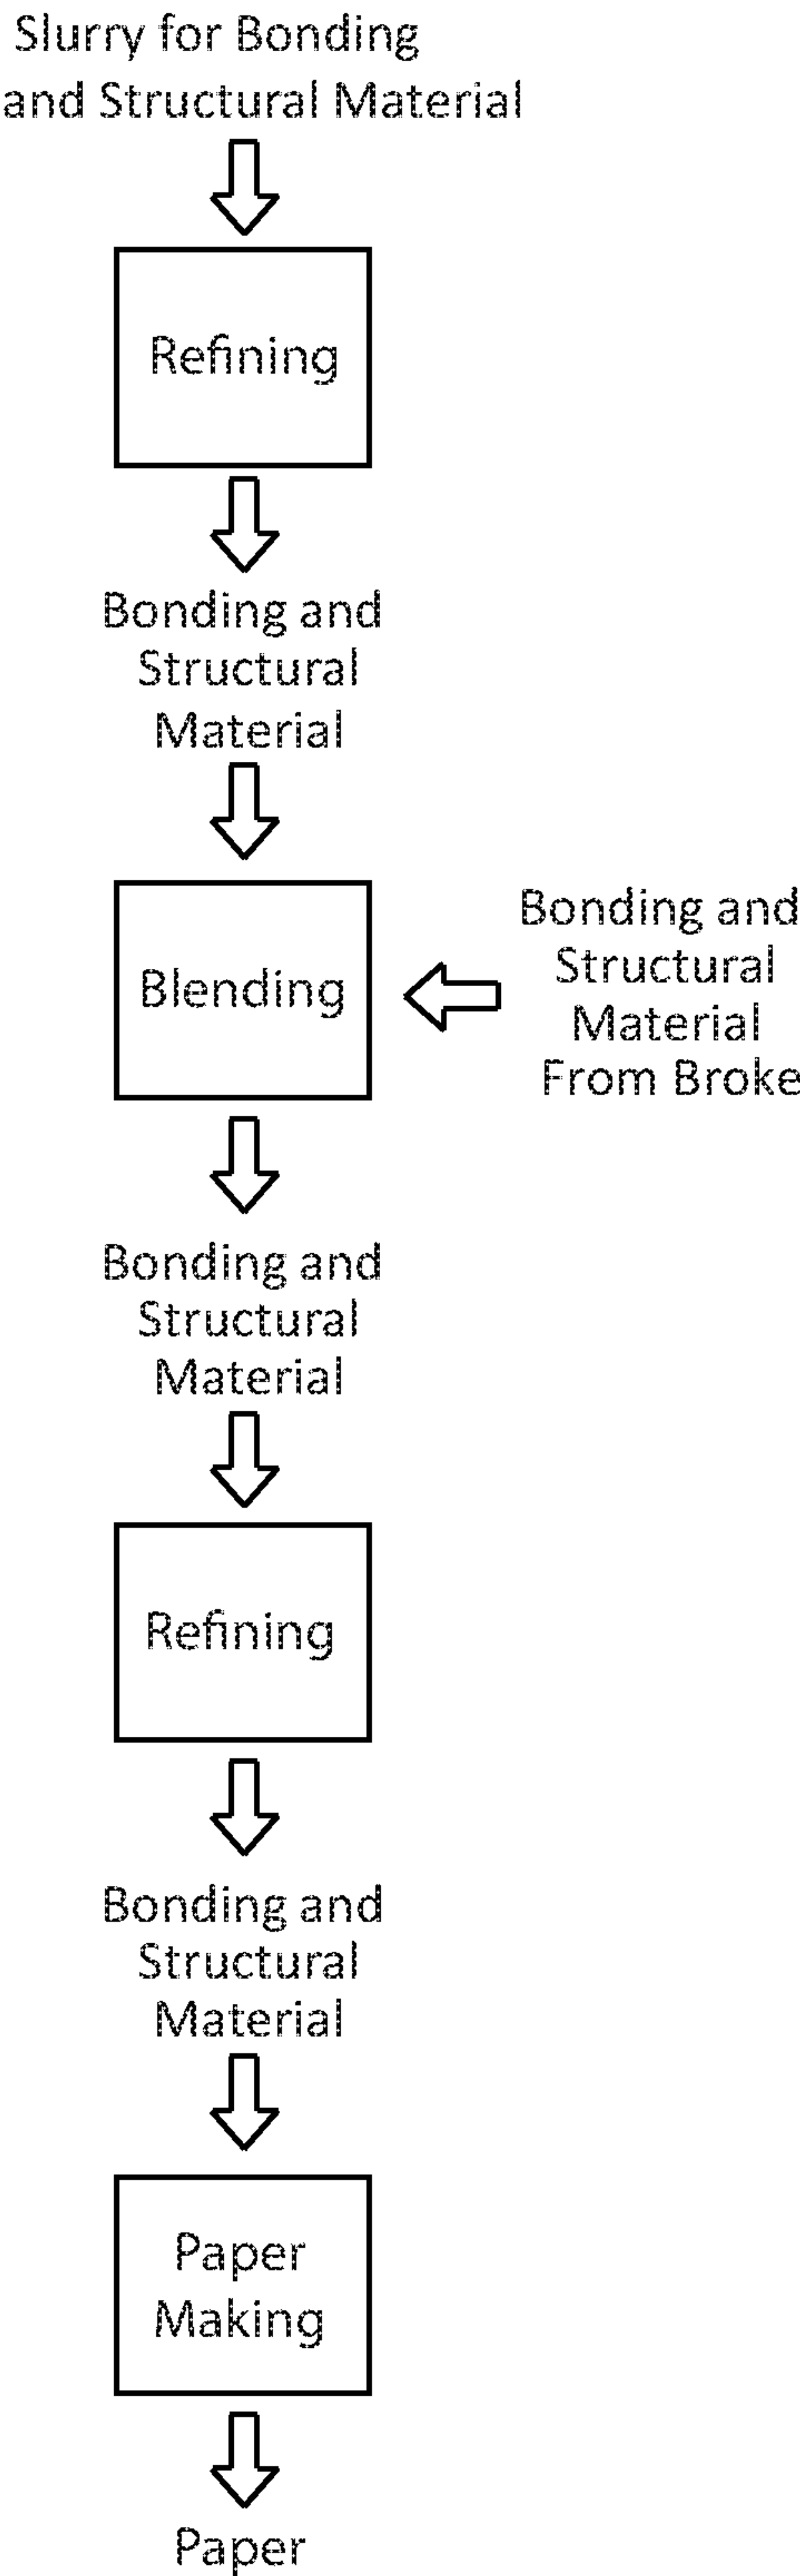 Slurry for Bonding
and Structural Material
Refining
Bonding and
Structural
Material
Blending
Bonding and
Structural
Material
From Broke
Bonding and
Structural
Material
Refining
Bonding and
Structural
Material
Paper
Making
Paper